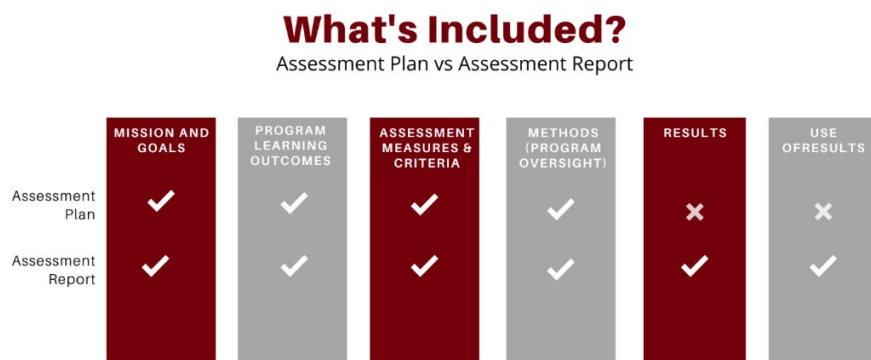 What's Included?
Assessment Plan vs Assessment Report
MISSION AND
GOALS
PROGRAM
LEARNING
OUTCOMES
ASSESSMENT
MEASURES &
CRITERIA
METHODS
(PROGRAM
OVERSIGHT)
RESULTS
USE
OFRESULTS
Assessment
Plan
Assessment
Report